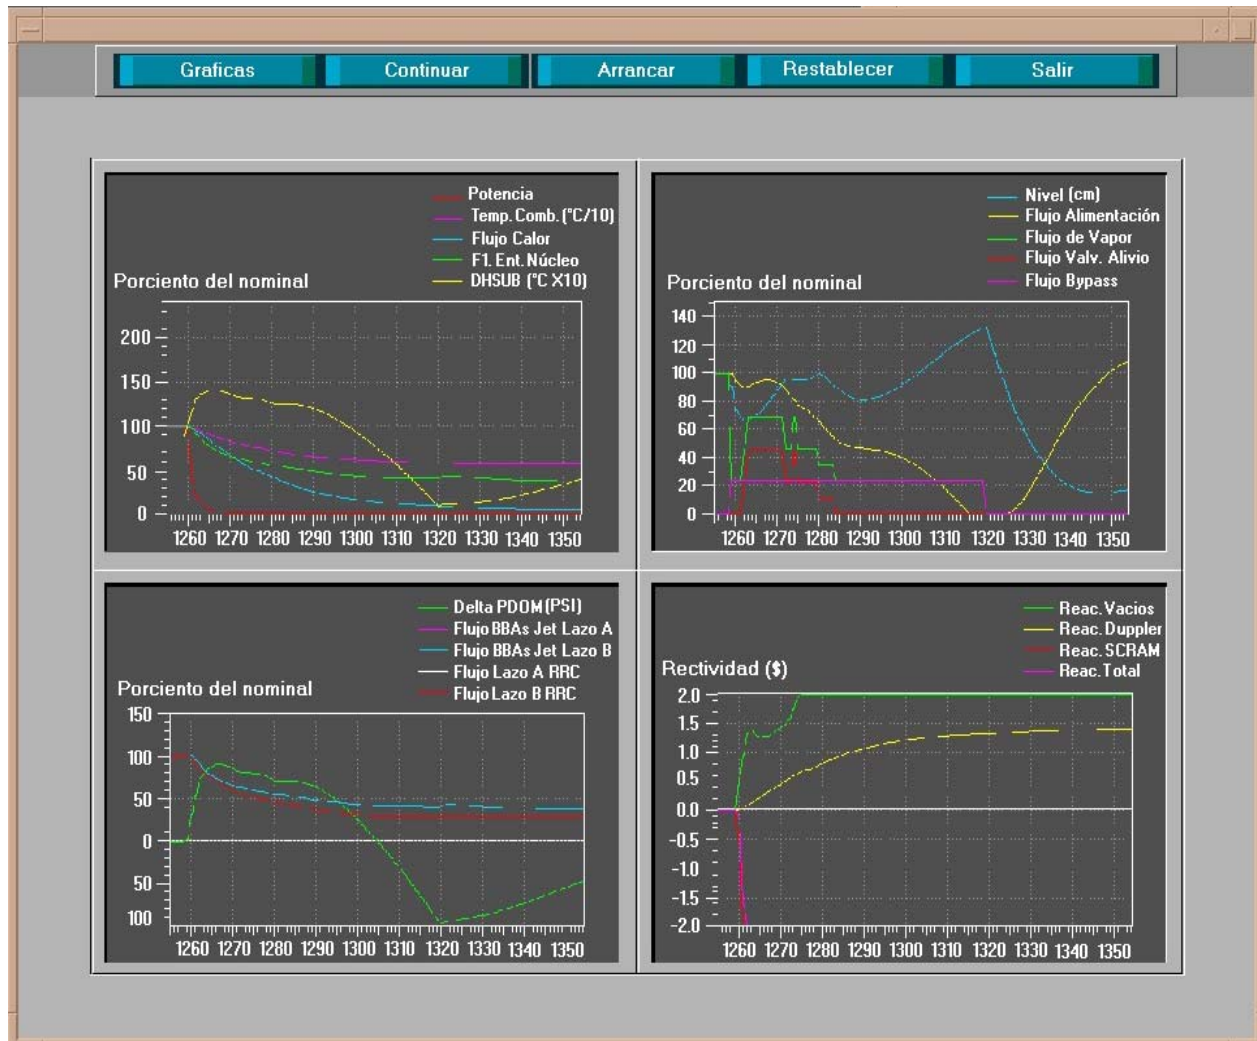 Graficas Continuar Arrancar Restablecer Salir
Potencia
Temp. Comb. (°C/10)
Flujo Calor
F1. Ent. Núcleo
DHSUB (°C X10)
Porciento del nominal
200
150
100
50
0
1260 1270 1280 1290 1300 1310 1320 1330 1340 1350
Nivel (cm)
Flujo Alimentación
Flujo de Vapor
Flujo Valv. Alivio
Flujo Bypass
Porciento del nominal
140
120
100
80
60
40
20
0
1260 1270 1280 1290 1300 1310 1320 1330 1340 1350
Delta PDOM (PSI)
Flujo BBAs Jet Lazo A
Flujo BBAs Jet Lazo B
Flujo Lazo A RRC
Flujo Lazo B RRC
Porciento del nominal
150
100
50
0
50
100
1260 1270 1280 1290 1300 1310 1320 1330 1340 1350
Reac. Vacios
Reac. Duppler
Reac. SCRAM
Reac. Total
Rectividad ($)
2.0
1.5
1.0
0.5
0.0
-0.5
-1.0
-1.5
-2.0
1260 1270 1280 1290 1300 1310 1320 1330 1340 1350